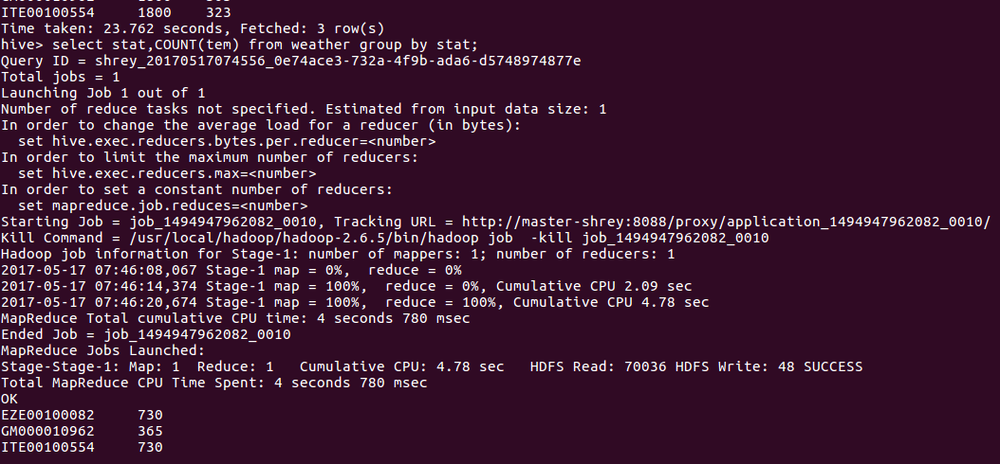 ITE00100554     1800    323
Time taken: 23.762 seconds, Fetched: 3 row(s)
hive> select stat,COUNT(tem) from weather group by stat;
Query ID = shrey_20170517074556_0e74ace3-732a-4f9b-ada6-d5748974877e
Total jobs = 1
Launching Job 1 out of 1
Number of reduce tasks not specified. Estimated from input data size: 1
In order to change the average load for a reducer (in bytes):
  set hive.exec.reducers.bytes.per.reducer=<number>
In order to limit the maximum number of reducers:
  set hive.exec.reducers.max=<number>
In order to set a constant number of reducers:
  set mapreduce.job.reduces=<number>
Starting Job = job_1494947962082_0010, Tracking URL = http://master-shrey:8088/proxy/application_1494947962082_0010/
Kill Command = /usr/local/hadoop/hadoop-2.6.5/bin/hadoop job  -kill job_1494947962082_0010
Hadoop job information for Stage-1: number of mappers: 1; number of reducers: 1
2017-05-17 07:46:08,067 Stage-1 map = 0%,  reduce = 0%
2017-05-17 07:46:14,374 Stage-1 map = 100%,  reduce = 0%, Cumulative CPU 2.09 sec
2017-05-17 07:46:20,674 Stage-1 map = 100%,  reduce = 100%, Cumulative CPU 4.78 sec
MapReduce Total cumulative CPU time: 4 seconds 780 msec
Ended Job = job_1494947962082_0010
MapReduce Jobs Launched:
Stage-Stage-1: Map: 1  Reduce: 1   Cumulative CPU: 4.78 sec   HDFS Read: 70036 HDFS Write: 48 SUCCESS
Total MapReduce CPU Time Spent: 4 seconds 780 msec
OK
EZE00100082     730
GM000010962     365
ITE00100554     730